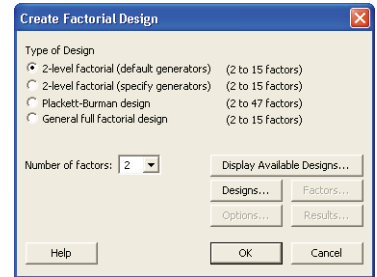 Create Factorial Design
Type of Design
2-level factorial (default generators) (2 to 15 factors)
2-level factorial (specify generators) (2 to 15 factors)
Plackett-Burman design (2 to 47 factors)
General full factorial design (2 to 15 factors)
Number of factors: 2 Display Available Designs...
Designs... Factors...
Options... Results...
Help OK Cancel